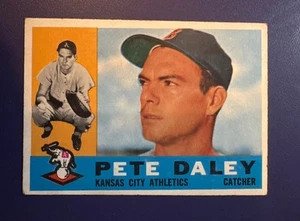 PETE DALEY
KANSAS CITY ATHLETICS CATCHER